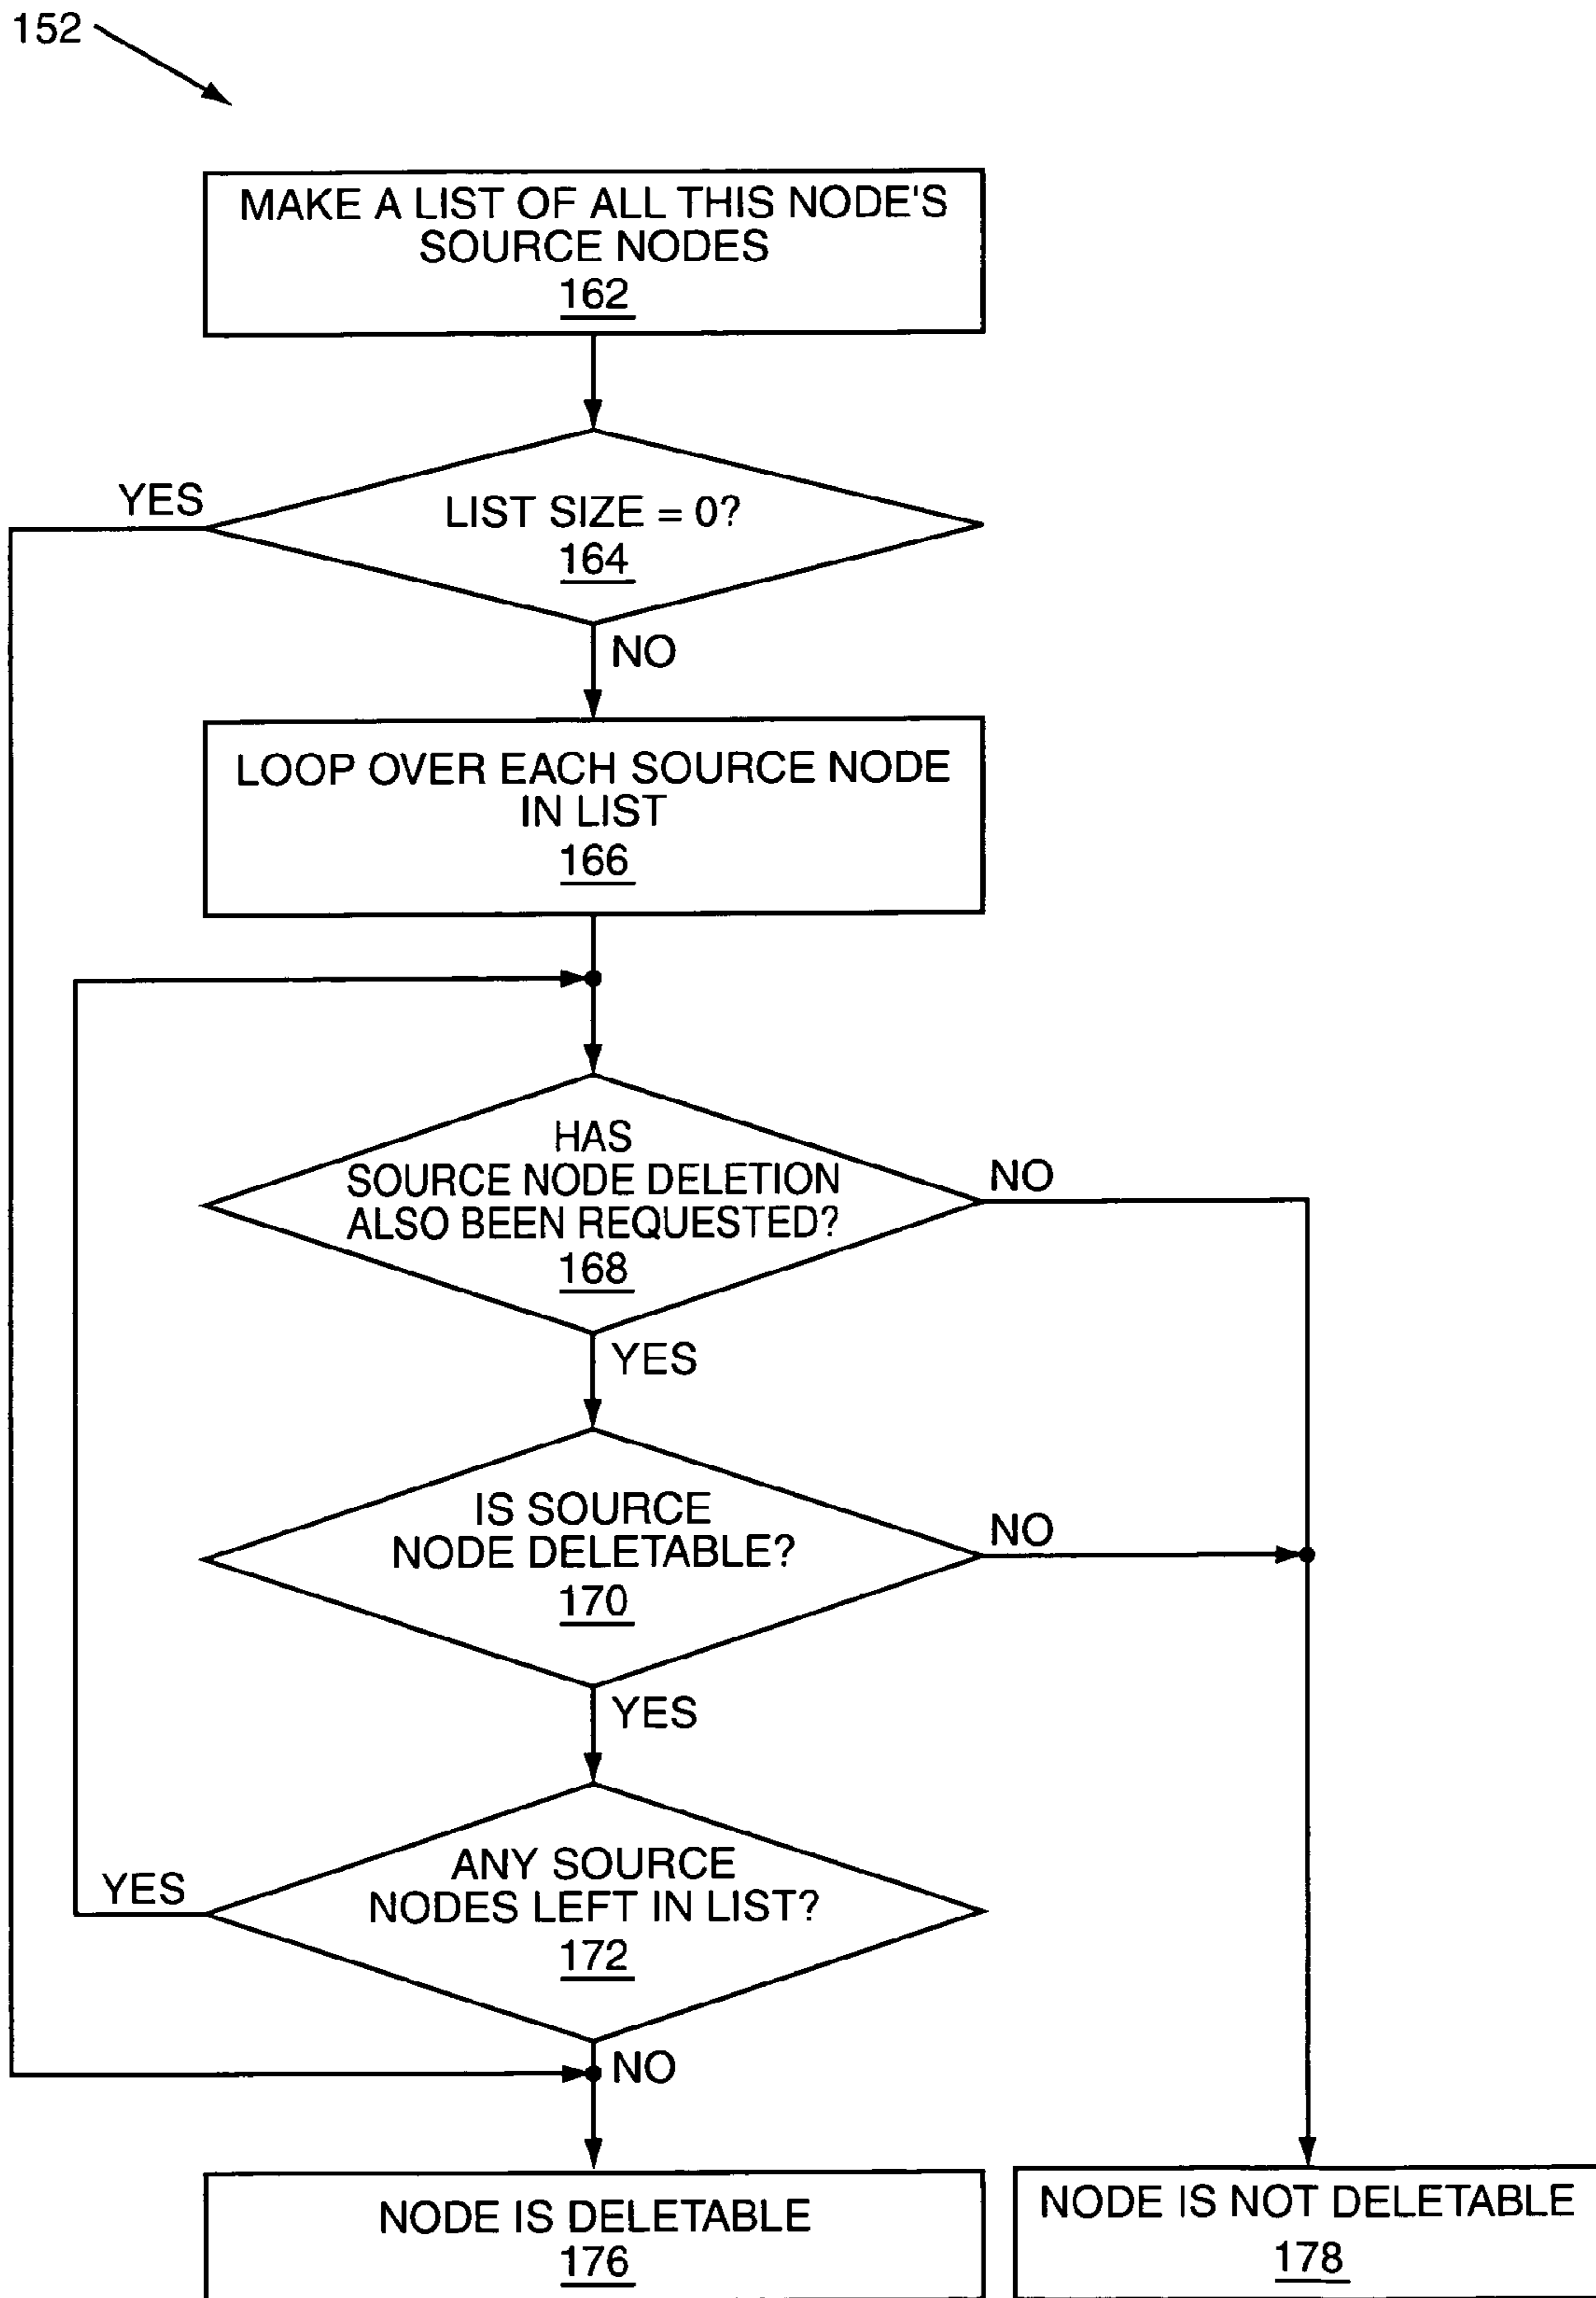 152
MAKE A LIST OF ALL THIS NODE'S
SOURCE NODES
162
YES
LIST SIZE = 0?
164
NO
LOOP OVER EACH SOURCE NODE
IN LIST
166
HAS
SOURCE NODE DELETION
ALSO BEEN REQUESTED?
168
NO
YES
IS SOURCE
NODE DELETABLE?
170
NO
YES
ANY SOURCE
NODES LEFT IN LIST?
172
YES
NO
NODE IS DELETABLE
176
NODE IS NOT DELETABLE
178